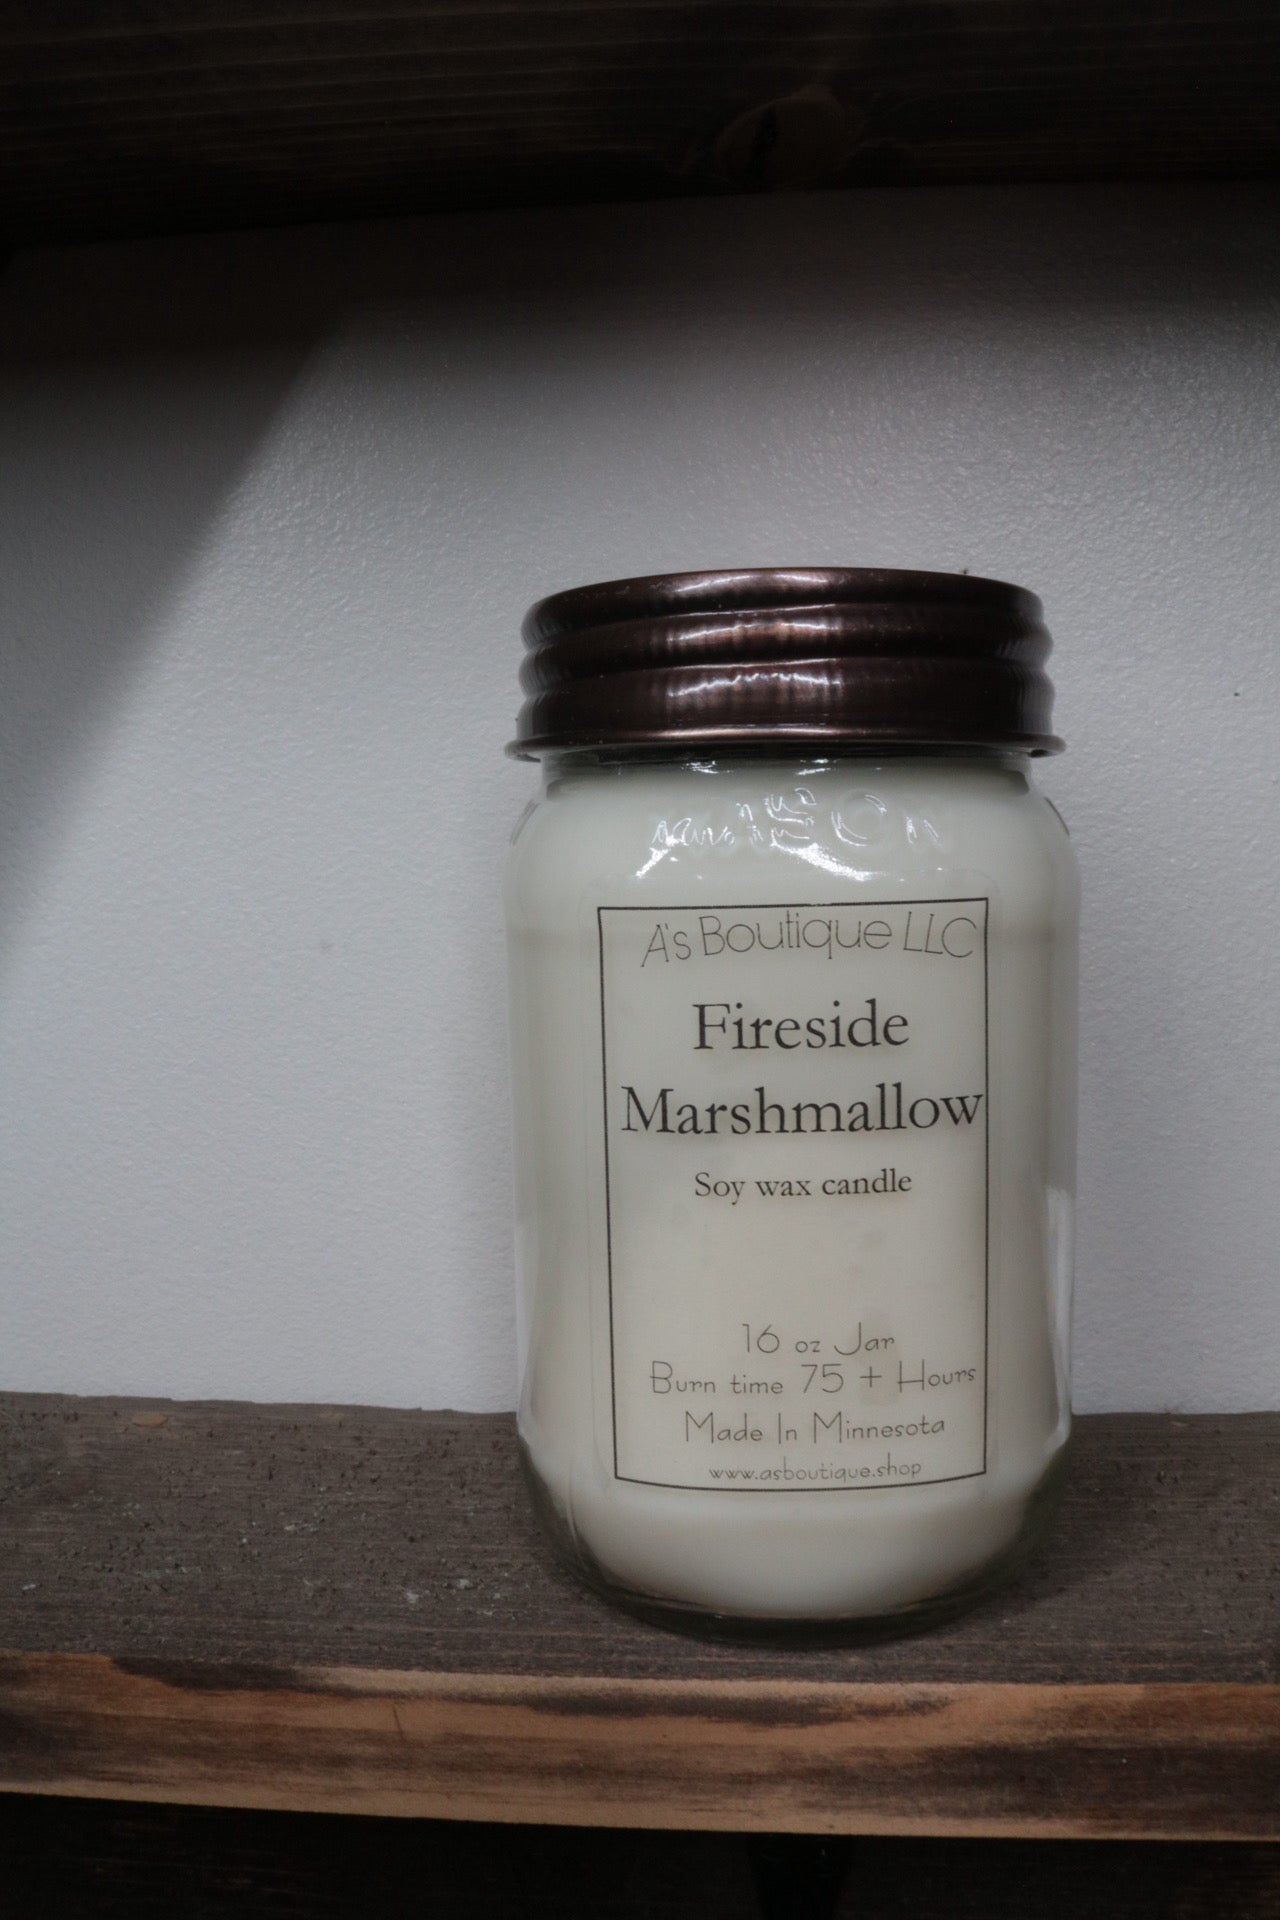 MASON
A's Boutique LLC
Fireside
Marshmallow
Soy wax candle
16 oz Jar
Burn time 75 + Hours
Made In Minnesota
www.asboutique.shop